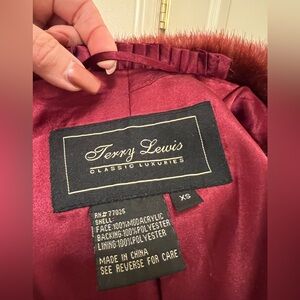 Terry Lewis
CLASSIC LUXURIES
XS
RN# 77026
SHELL:
FACE:100%MODACRYLIC
BACKING:100%POLYESTER
LINING:100%POLYESTER
MADE IN CHINA
SEE REVERSE FOR CARE